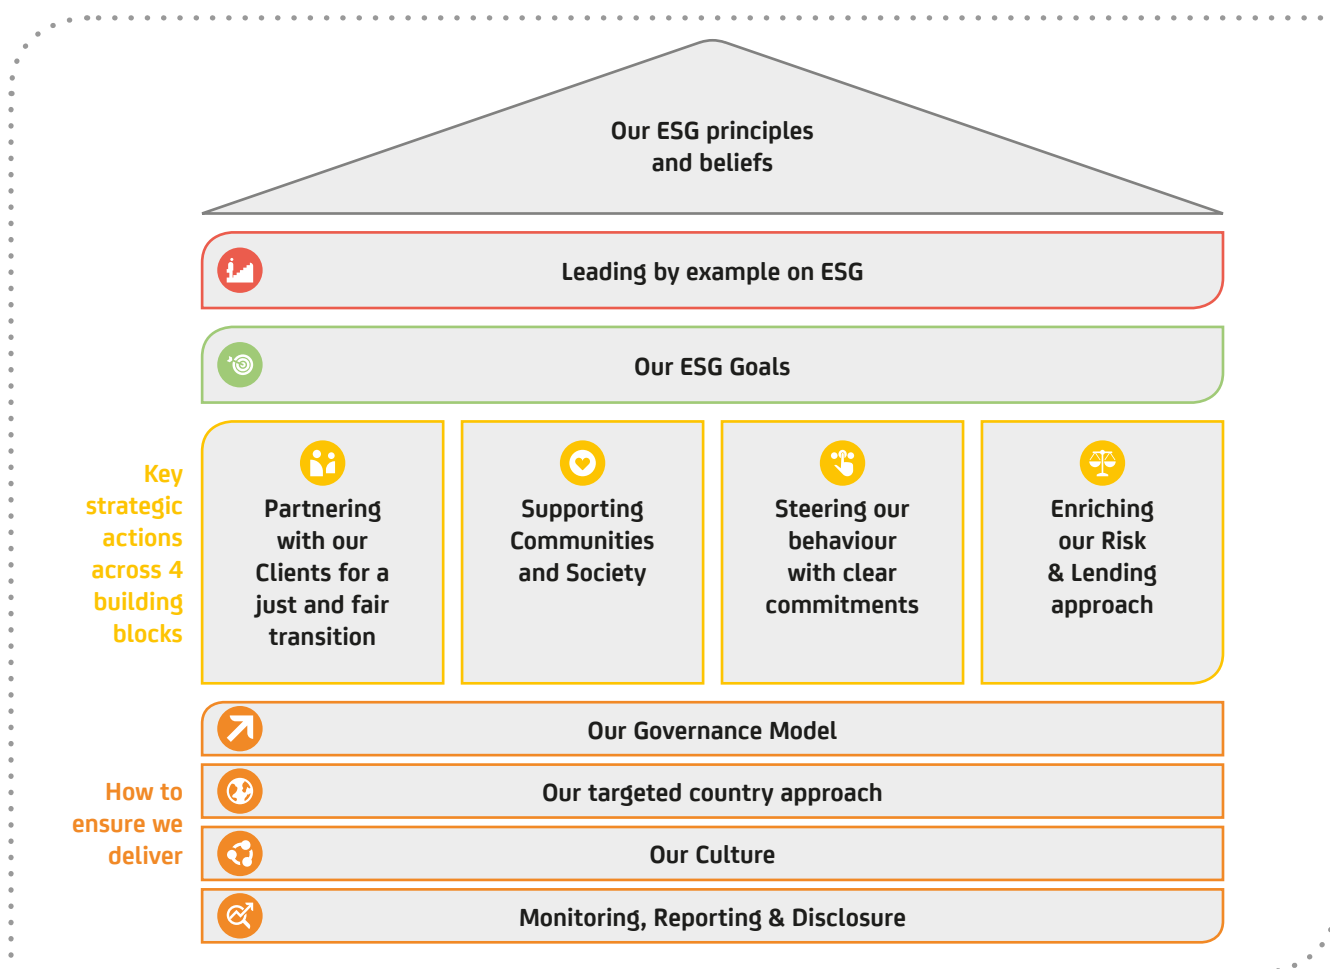 Our ESG principles
and beliefs
Leading by example on ESG
Our ESG Goals
Key
strategic
actions
across 4
building
blocks
Partnering
with our
Clients for a
just and fair
transition
Supporting
Communities
and Society
Steering our
behaviour
with clear
commitments
Enriching
our Risk
& Lending
approach
How to
ensure we
deliver
Our Governance Model
Our targeted country approach
Our Culture
Monitoring, Reporting & Disclosure